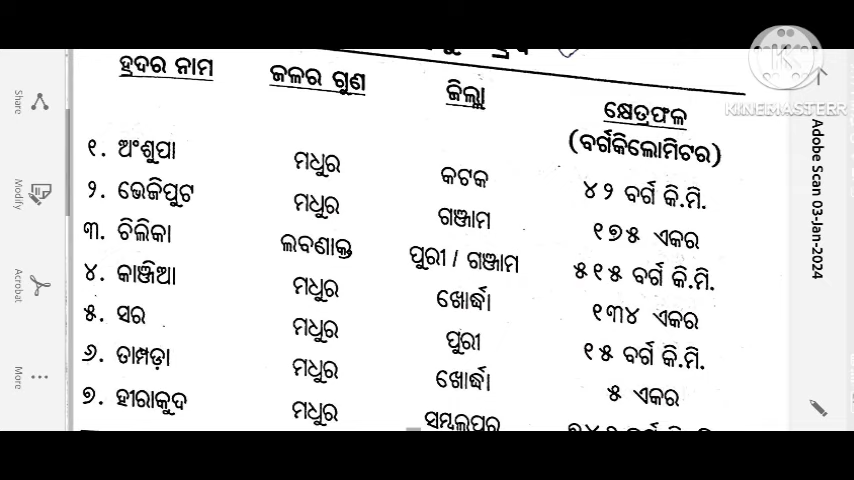 ହ୍ରଦର ନାମ ଜଳର ଗୁଣ ଜିଲ୍ଲା କ୍ଷେତ୍ରଫଳ
(ବର୍ଗକିଲୋମିଟର)
୧. ଅଂଶୁପା ମଧୁର କଟକ ୪୨ ବର୍ଗ କି.ମି.
୨. ଭେଜିପୁଟ ମଧୁର ଗଞ୍ଜାମ ୧୭୫ ଏକର
୩. ଚିଲିକା ଲବଣାକ୍ତ ପୁରୀ / ଗଞ୍ଜାମ ୫୧୫ ବର୍ଗ କି.ମି.
୪. କାଞ୍ଜିଆ ମଧୁର ଖୋର୍ଦ୍ଧା ୧୩୪ ଏକର
୫. ସର ମଧୁର ପୁରୀ ୧୫ ବର୍ଗ କି.ମି.
୬. ତାମ୍ପଡ଼ା ମଧୁର ଖୋର୍ଦ୍ଧା ୫ ଏକର
୭. ହୀରାକୁଦ ମଧୁର ସମ୍ବଲପୁର
Share
Modify
Acrobat
More
Adobe Scan 03-Jan-2024
KINEMASTER